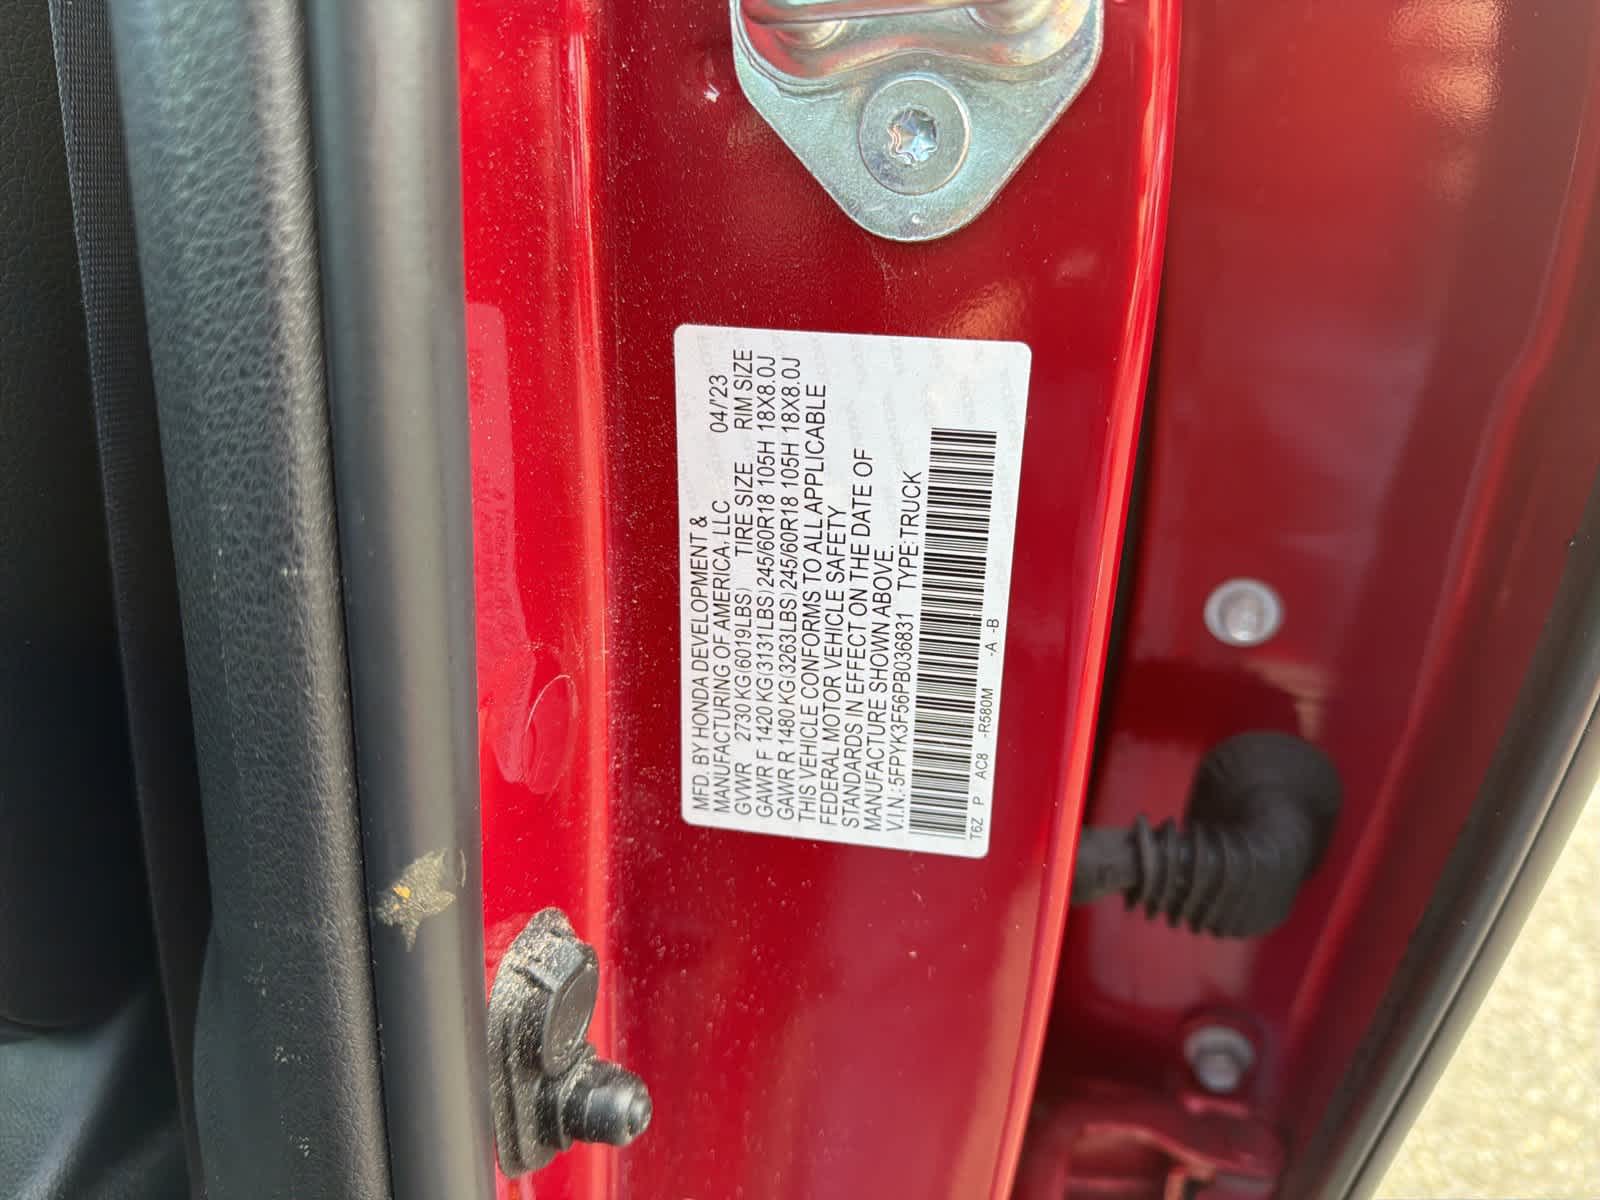 MFD. BY HONDA DEVELOPMENT &
MANUFACTURING OF AMERICA, LLC 04/'23
GVWR 2730 KG(6019LBS) TIRE SIZE RIM SIZE
GAWR F 1420 KG(3131LBS) 245/60R18 105H 18X8.0J
GAWR R 1480 KG(3263LBS) 245/60R18 105H 18X8.0J
THIS VEHICLE CONFORMS TO ALL APPLICABLE
FEDERAL MOTOR VEHICLE SAFETY
STANDARDS IN EFFECT ON THE DATE OF
MANUFACTURE SHOWN ABOVE.
V.I.N.: 5FPYK3F56PB036831 TYPE: TRUCK
T6Z P AC8 -R580M -A -B